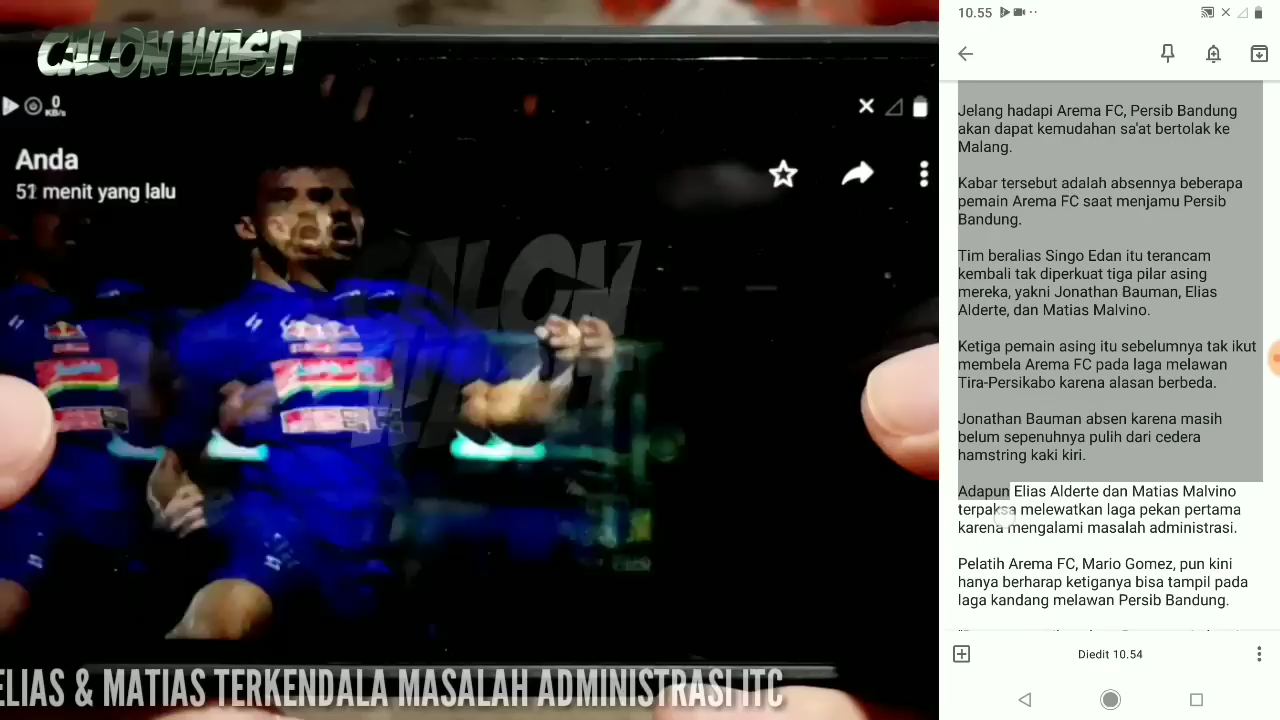 CALON WASIT
0
KB/s
Anda
51 menit yang lalu
CALON
WASIT
ELIAS & MATIAS TERKENDALA MASALAH ADMINISTRASI ITC
10.55
Jelang hadapi Arema FC, Persib Bandung
akan dapat kemudahan sa'at bertolak ke
Malang.
Kabar tersebut adalah absennya beberapa
pemain Arema FC saat menjamu Persib
Bandung.
Tim beralias Singo Edan itu terancam
kembali tak diperkuat tiga pilar asing
mereka, yakni Jonathan Bauman, Elias
Alderte, dan Matias Malvino.
Ketiga pemain asing itu sebelumnya tak ikut
membela Arema FC pada laga melawan
Tira-Persikabo karena alasan berbeda.
Jonathan Bauman absen karena masih
belum sepenuhnya pulih dari cedera
hamstring kaki kiri.
Adapun Elias Alderte dan Matias Malvino
terpaksa melewatkan laga pekan pertama
karena mengalami masalah administrasi.
Pelatih Arema FC, Mario Gomez, pun kini
hanya berharap ketiganya bisa tampil pada
laga kandang melawan Persib Bandung.
Diedit 10.54